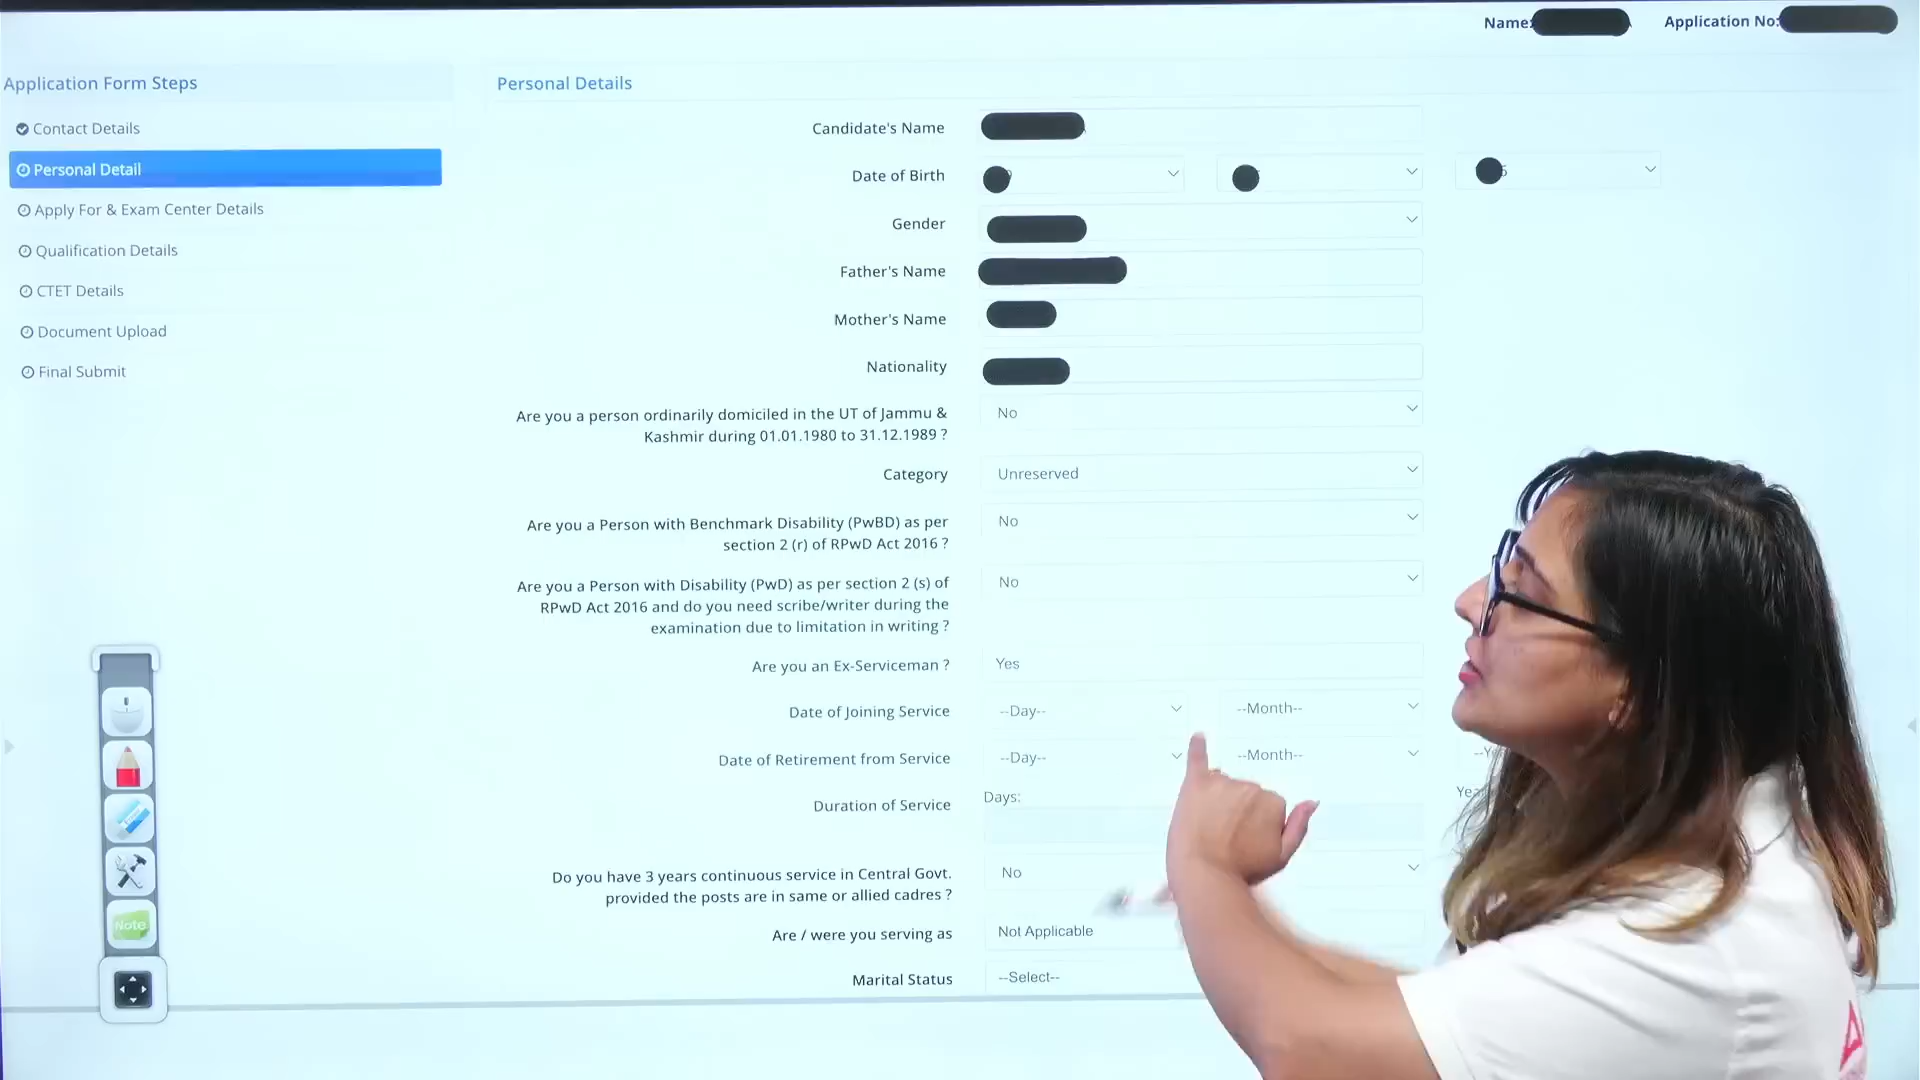 Name:
Application No:
Application Form Steps
Contact Details
Personal Detail
Apply For & Exam Center Details
Qualification Details
CTET Details
Document Upload
Final Submit
Personal Details
Candidate's Name
Date of Birth
Gender
Father's Name
Mother's Name
Nationality
Are you a person ordinarily domiciled in the UT of Jammu &
Kashmir during 01.01.1980 to 31.12.1989 ?
No
Category
Unreserved
Are you a Person with Benchmark Disability (PwBD) as per
section 2 (r) of RPwD Act 2016 ?
No
Are you a Person with Disability (PwD) as per section 2 (s) of
RPwD Act 2016 and do you need scribe/writer during the
examination due to limitation in writing ?
No
Are you an Ex-Serviceman ?
Yes
Date of Joining Service
--Day--
--Month--
Date of Retirement from Service
--Day--
--Month--
Duration of Service
Days:
Do you have 3 years continuous service in Central Govt.
provided the posts are in same or allied cadres ?
No
Are / were you serving as
Not Applicable
Marital Status
--Select--
Note